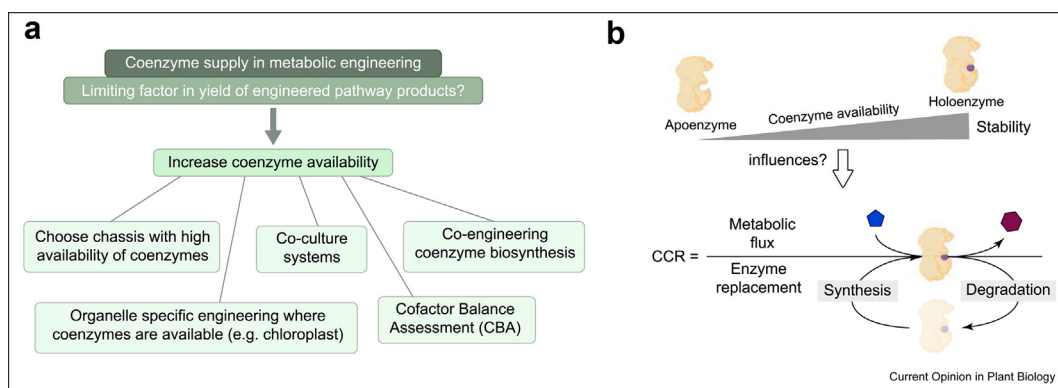 a
Coenzyme supply in metabolic engineering
Limiting factor in yield of engineered pathway products?
Increase coenzyme availability
Choose chassis with high
availability of coenzymes
Co-culture
systems
Co-engineering
coenzyme biosynthesis
Organelle specific engineering where
coenzymes are available (e.g. chloroplast)
Cofactor Balance
Assessment (CBA)
b
Apoenzyme
Coenzyme availability
Holoenzyme
Stability
influences?
CCR =
Metabolic
flux
Enzyme
replacement
Synthesis
Degradation
Current Opinion in Plant Biology